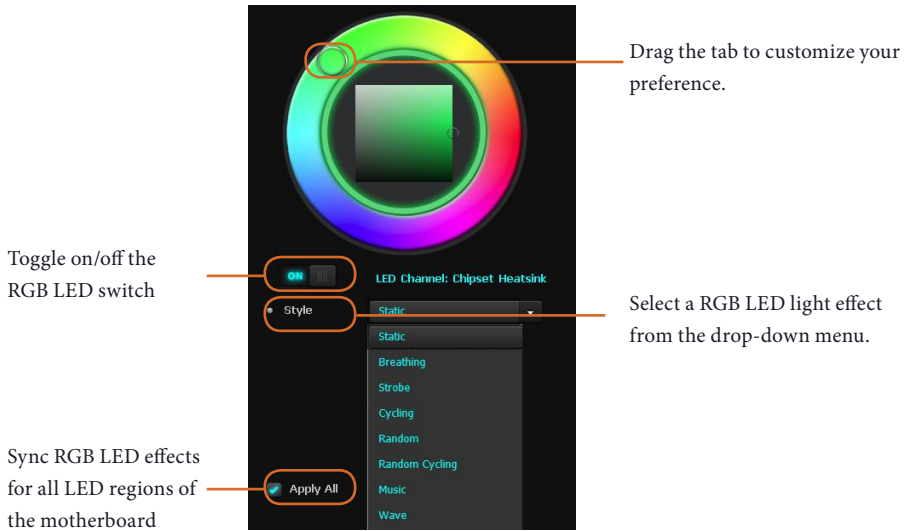 Drag the tab to customize your
preference.
Toggle on/off the
RGB LED switch
ON
LED Channel: Chipset Heatsink
Style
Static
Select a RGB LED light effect
from the drop-down menu.
Static
Breathing
Strobe
Cycling
Random
Random Cycling
Music
Wave
Sync RGB LED effects
for all LED regions of
the motherboard
Apply All